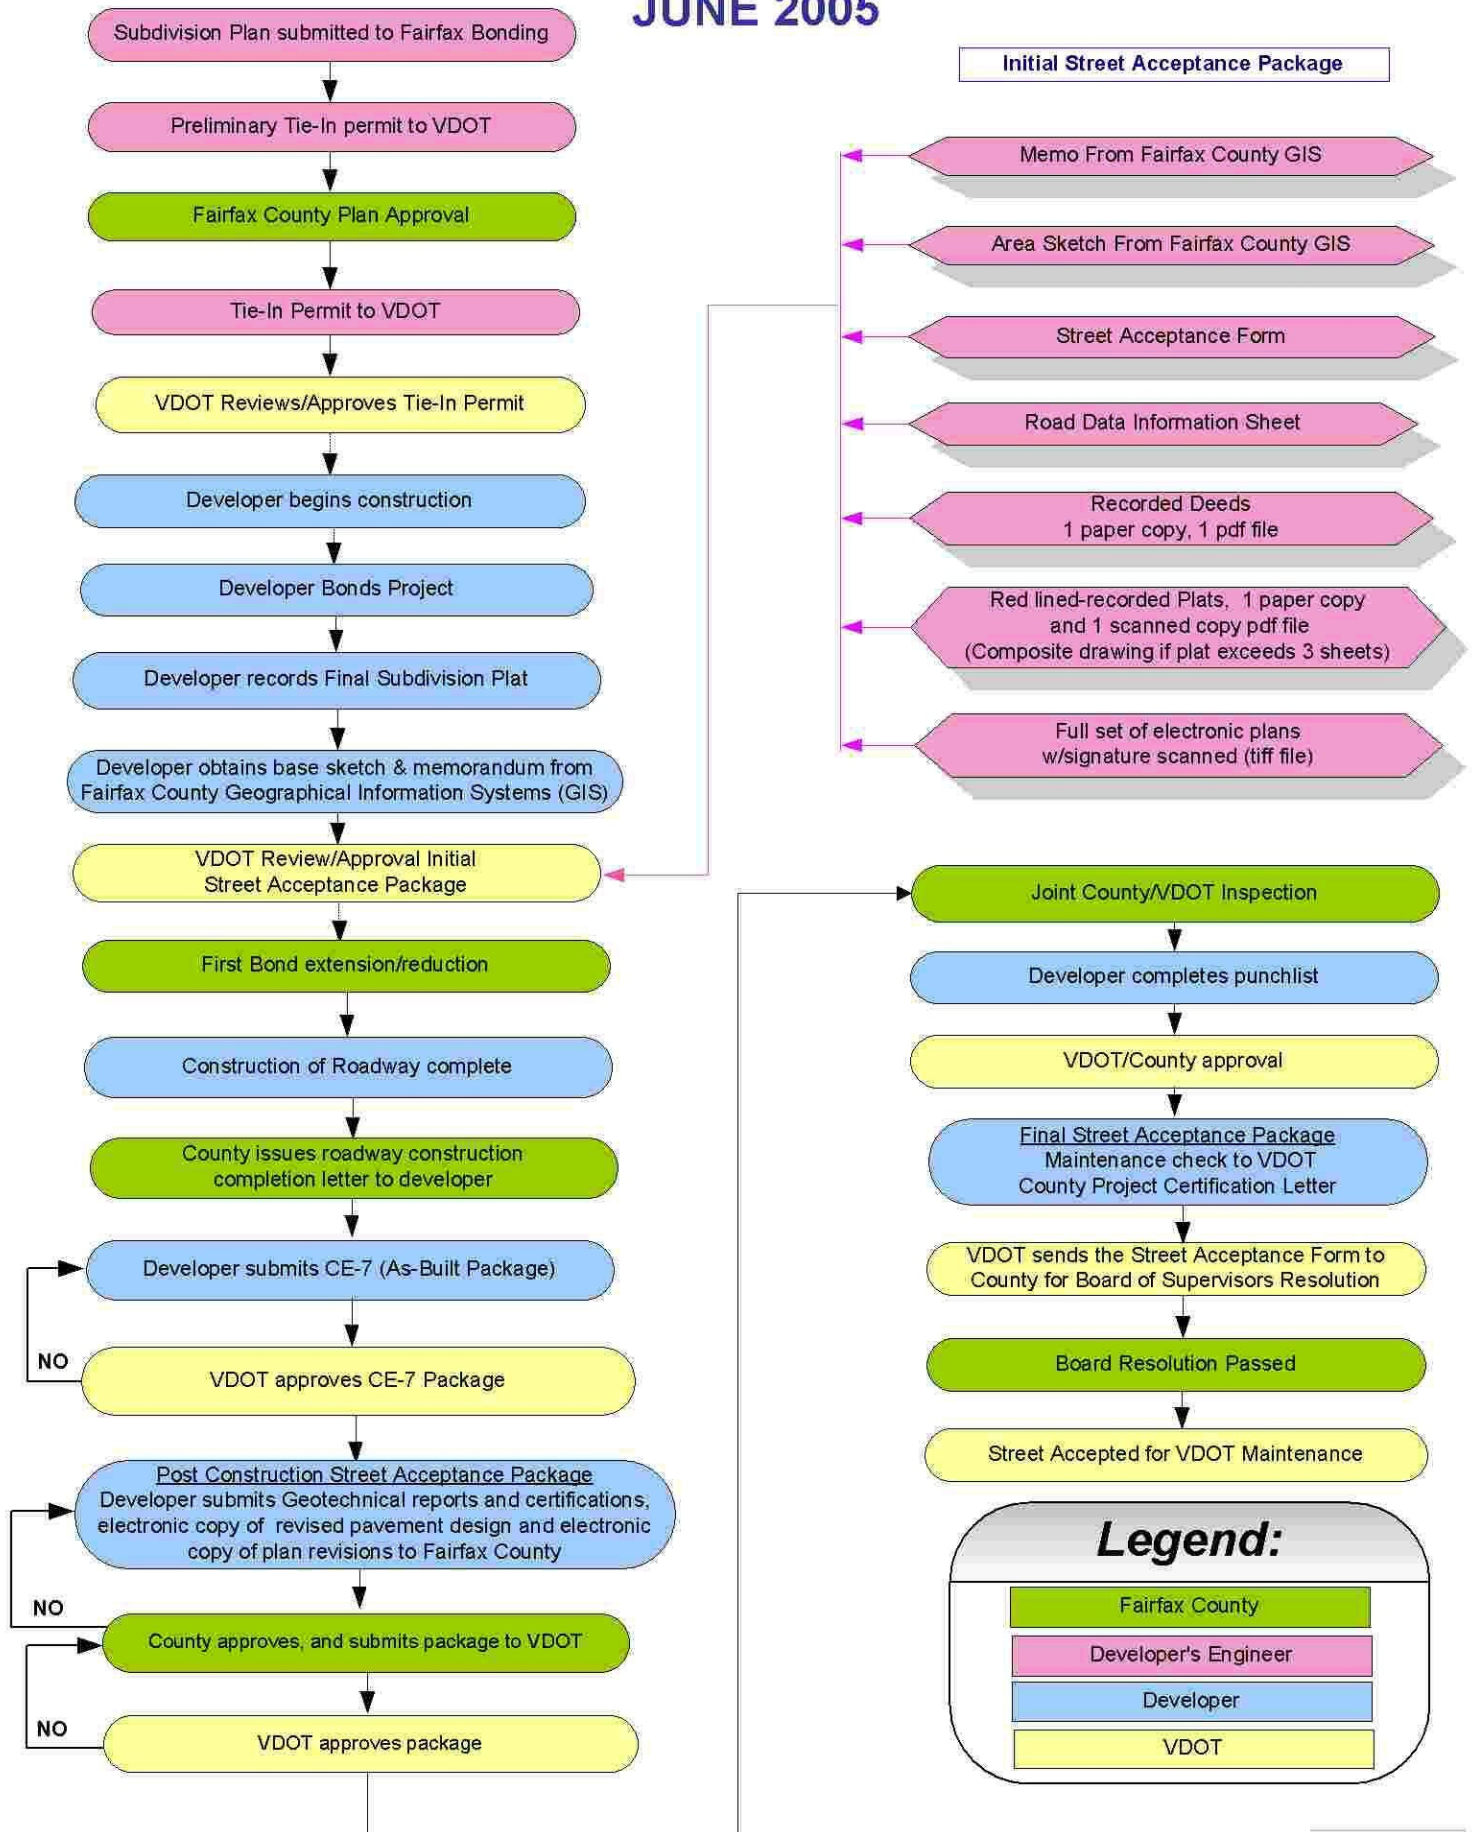 JUNE 2005
Subdivision Plan submitted to Fairfax Bonding
Preliminary Tie-In permit to VDOT
Fairfax County Plan Approval
Tie-In Permit to VDOT
VDOT Reviews/Approves Tie-In Permit
Developer begins construction
Developer Bonds Project
Developer records Final Subdivision Plat
Developer obtains base sketch & memorandum from
Fairfax County Geographical Information Systems (GIS)
VDOT Review/Approval Initial
Street Acceptance Package
First Bond extension/reduction
Construction of Roadway complete
County issues roadway construction
completion letter to developer
Developer submits CE-7 (As-Built Package)
NO
VDOT approves CE-7 Package
Post Construction Street Acceptance Package
Developer submits Geotechnical reports and certifications,
electronic copy of revised pavement design and electronic
copy of plan revisions to Fairfax County
NO
County approves, and submits package to VDOT
NO
VDOT approves package
Initial Street Acceptance Package
Memo From Fairfax County GIS
Area Sketch From Fairfax County GIS
Street Acceptance Form
Road Data Information Sheet
Recorded Deeds
1 paper copy, 1 pdf file
Red lined-recorded Plats, 1 paper copy
and 1 scanned copy pdf file
(Composite drawing if plat exceeds 3 sheets)
Full set of electronic plans
w/signature scanned (tiff file)
Joint County/VDOT Inspection
Developer completes punchlist
VDOT/County approval
Final Street Acceptance Package
Maintenance check to VDOT
County Project Certification Letter
VDOT sends the Street Acceptance Form to
County for Board of Supervisors Resolution
Board Resolution Passed
Street Accepted for VDOT Maintenance
Legend:
Fairfax County
Developer's Engineer
Developer
VDOT